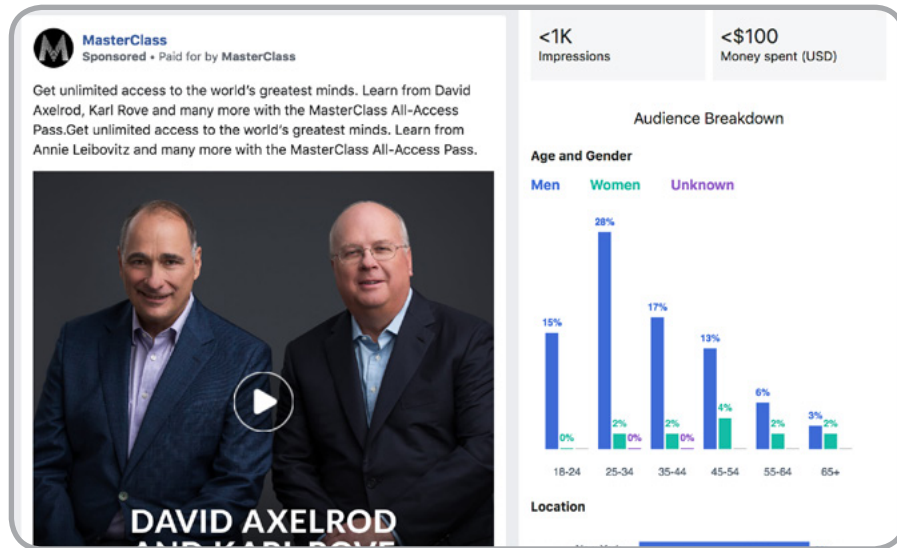 MasterClass
Sponsored • Paid for by MasterClass
Get unlimited access to the world's greatest minds. Learn from David
Axelrod, Karl Rove and many more with the MasterClass All-Access
Pass.Get unlimited access to the world's greatest minds. Learn from
Annie Leibovitz and many more with the MasterClass All-Access Pass.
DAVID AXELROD
AND KARL ROVE
<1K
Impressions
<$100
Money spent (USD)
Audience Breakdown
Age and Gender
Men Women Unknown
28%
17%
15%
13%
6%
4%
3%
0% 2% 0% 2% 0% 2% 2%
18-24 25-34 35-44 45-54 55-64 65+
Location